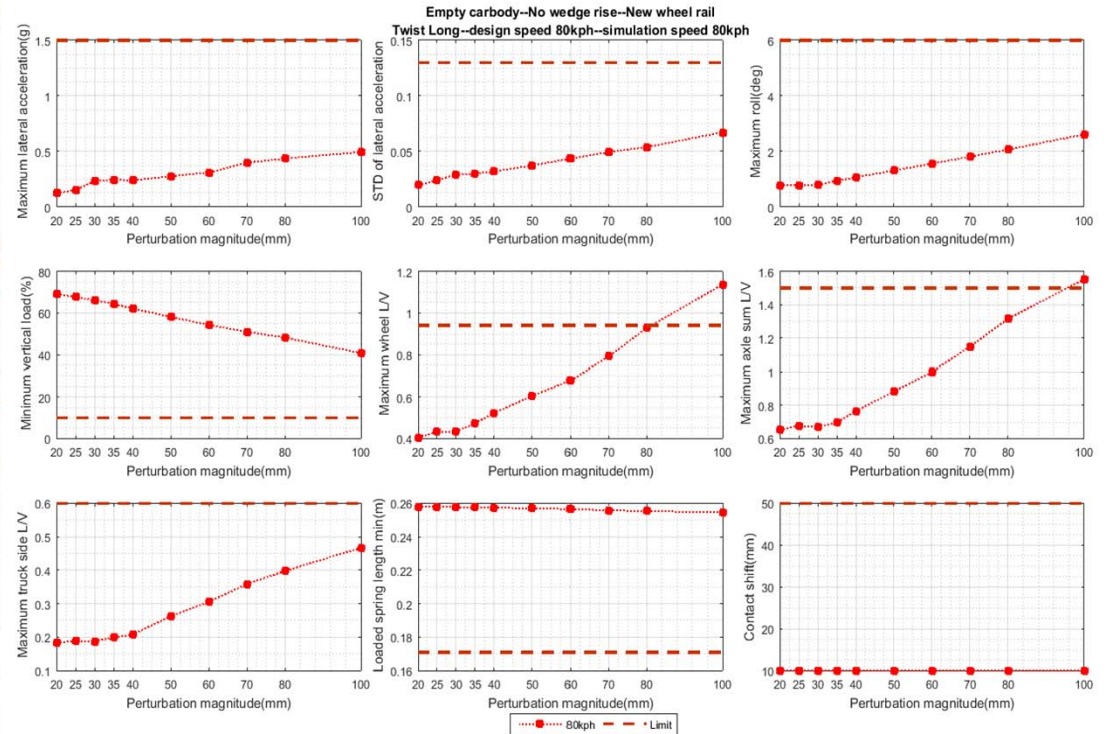 Empty carbody--No wedge rise--New wheel rail
Twist Long--design speed 80kph--simulation speed 80kph
Maximum lateral acceleration(g)
1.5
1
0.5
0
20 25 30 35 40 50 60 70 80 100
Perturbation magnitude(mm)
STD of lateral acceleration
0.15
0.1
0.05
0
20 25 30 35 40 50 60 70 80 100
Perturbation magnitude(mm)
Maximum roll(deg)
6
4
2
0
20 25 30 35 40 50 60 70 80 100
Perturbation magnitude(mm)
Minimum vertical load(%)
80
60
40
20
0
20 25 30 35 40 50 60 70 80 100
Perturbation magnitude(mm)
Maximum wheel L/V
1.2
1
0.8
0.6
0.4
20 25 30 35 40 50 60 70 80 100
Perturbation magnitude(mm)
Maximum axle sum L/V
1.6
1.4
1.2
1
0.8
0.6
20 25 30 35 40 50 60 70 80 100
Perturbation magnitude(mm)
Maximum truck side L/V
0.6
0.5
0.4
0.3
0.2
0.1
20 25 30 35 40 50 60 70 80 100
Perturbation magnitude(mm)
Loaded spring length min(m)
0.26
0.24
0.22
0.2
0.18
0.16
20 25 30 35 40 50 60 70 80 100
Perturbation magnitude(mm)
Contact shift(mm)
50
40
30
20
10
20 25 30 35 40 50 60 70 80 100
Perturbation magnitude(mm)
80kph Limit